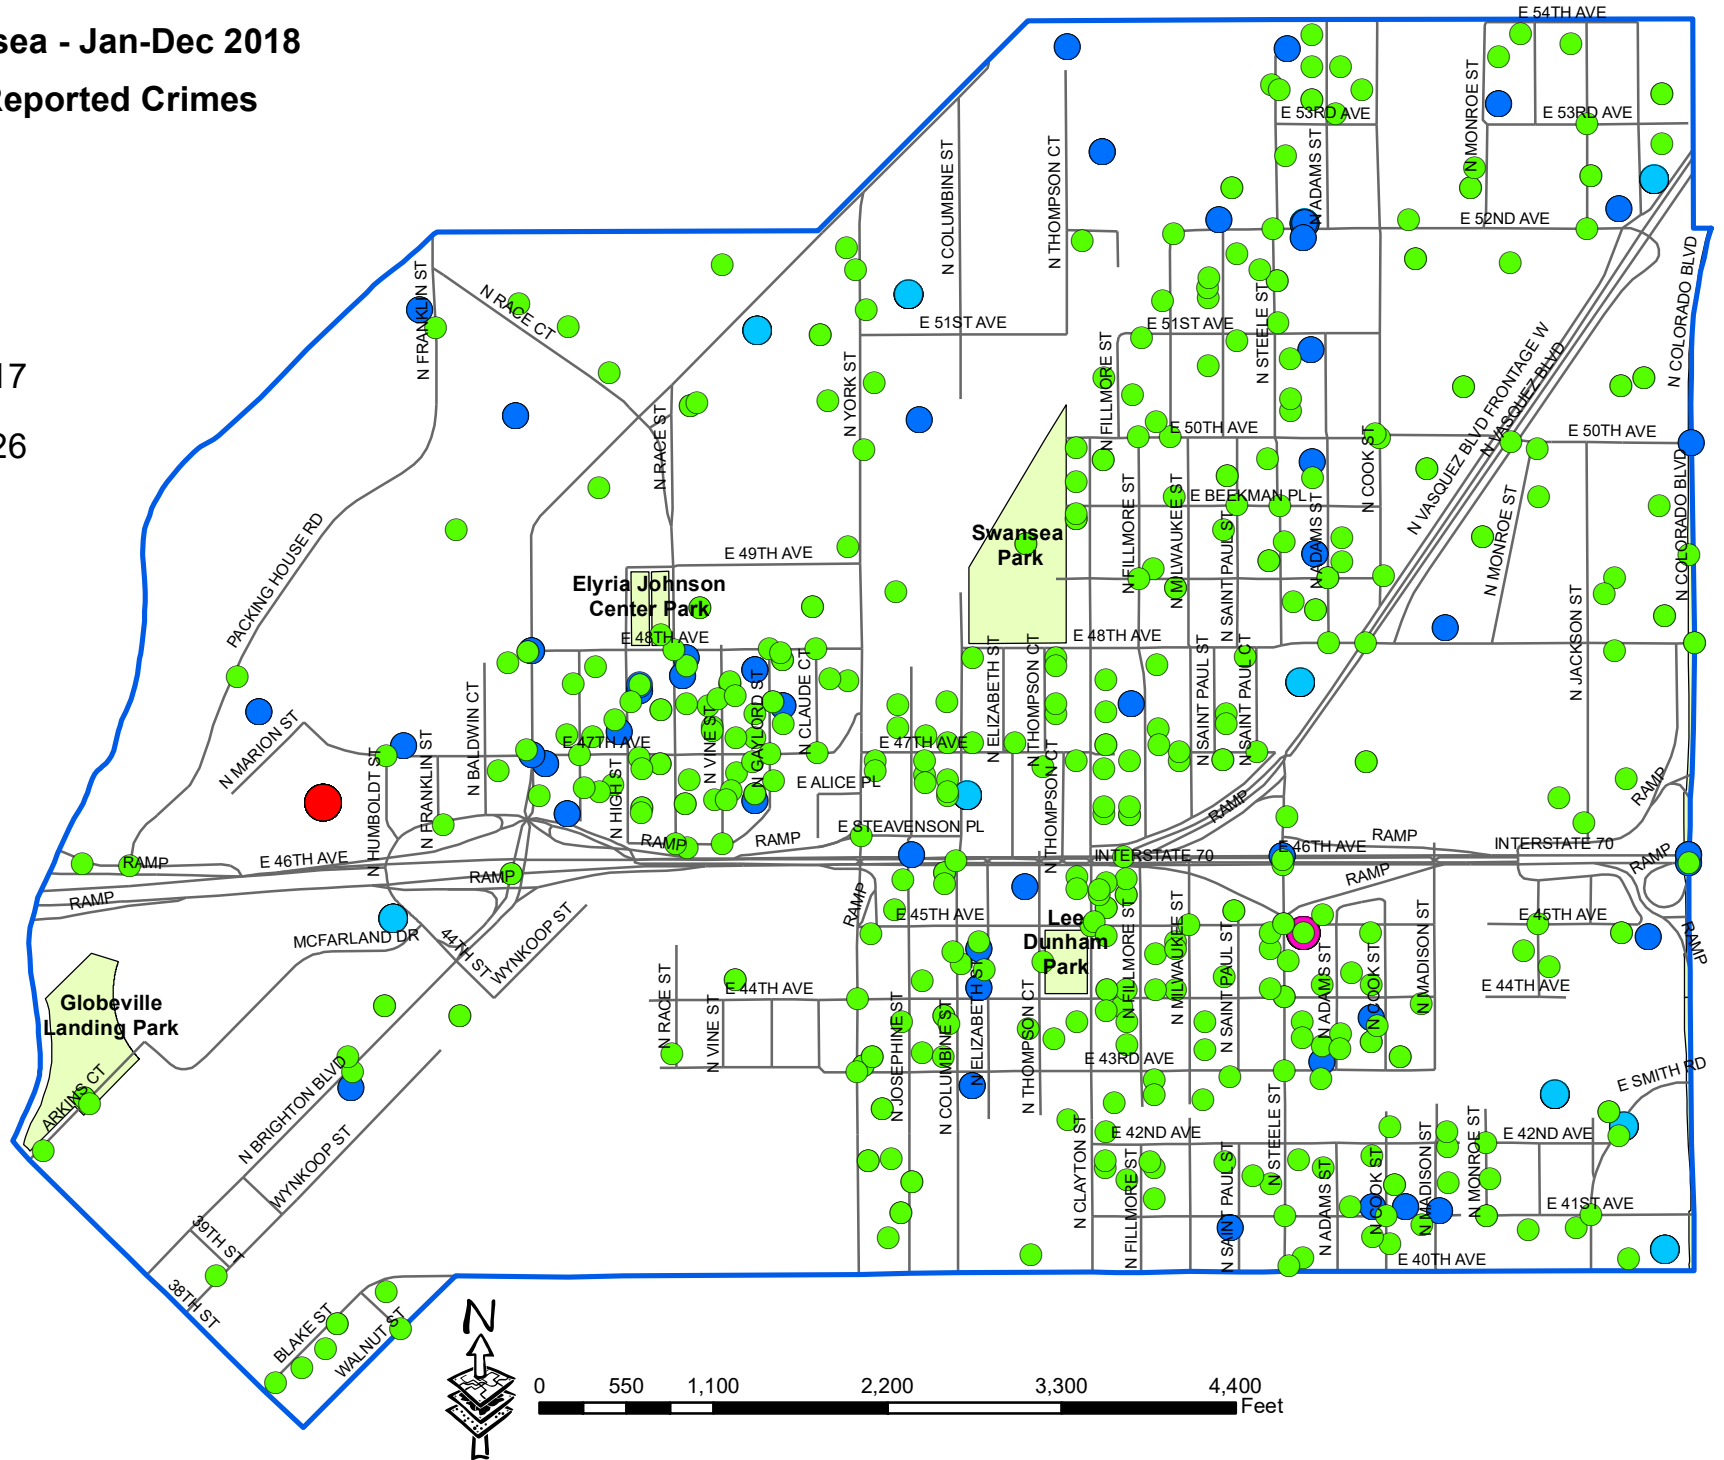 sea - Jan-Dec 2018
Reported Crimes
17
26
E 54TH AVE
N MONROE ST
E 53RD AVE
E 53RD AVE
N ADAMS ST
N COLUMBINE ST
N THOMPSON CT
E 52ND AVE
N COLORADO BLVD
N FRANKLIN ST
N RACE CT
E 51ST AVE
E 51ST AVE
N STEELE ST
N YORK ST
N FILLMORE ST
N VASQUEZ BLVD FRONTAGE W
N VASQUEZ BLVD
N RACE ST
E 50TH AVE
E 50TH AVE
N COOK ST
N COLORADO BLVD
E BEEKMAN PL
N FILLMORE ST
N MILWAUKEE ST
N SAINT PAUL ST
N ADAMS ST
N MONROE ST
PACKING HOUSE RD
Swansea
Park
E 49TH AVE
Elyria Johnson
Center Park
N JACKSON ST
E 48TH AVE
E 48TH AVE
N ELIZABETH ST
N THOMPSON CT
N SAINT PAUL ST
N SAINT PAUL CT
N CLAUDE CT
N GAYLORD ST
N VINE ST
N BALDWIN CT
N MARION ST
N HUMBOLDT ST
N FRANKLIN ST
E 47TH AVE
E 47TH AVE
N HIGH ST
E ALICE PL
N THOMPSON CT
RAMP
RAMP
E STEAVENSON PL
RAMP
RAMP
RAMP
INTERSTATE 70
E 46TH AVE
INTERSTATE 70
RAMP
E 46TH AVE
RAMP
RAMP
RAMP
RAMP
RAMP
RAMP
MCFARLAND DR
44TH ST
WYNKOOP ST
E 45TH AVE
Lee
Dunham
Park
N FILLMORE ST
N MILWAUKEE ST
N SAINT PAUL ST
N ADAMS ST
N COOK ST
N MADISON ST
E 45TH AVE
E 44TH AVE
Globeville
Landing Park
N RACE ST
N VINE ST
E 44TH AVE
N JOSEPHINE ST
N COLUMBINE ST
N ELIZABETH ST
N THOMPSON CT
E 43RD AVE
E SMITH RD
ARKINS CT
N BRIGHTON BLVD
WYNKOOP ST
N CLAYTON ST
E 42ND AVE
N FILLMORE ST
N SAINT PAUL ST
N STEELE ST
N ADAMS ST
N COOK ST
N MADISON ST
N MONROE ST
E 42ND AVE
E 41ST AVE
E 40TH AVE
39TH ST
38TH ST
BLAKE ST
WALNUT ST
N
0 550 1,100 2,200 3,300 4,400
Feet